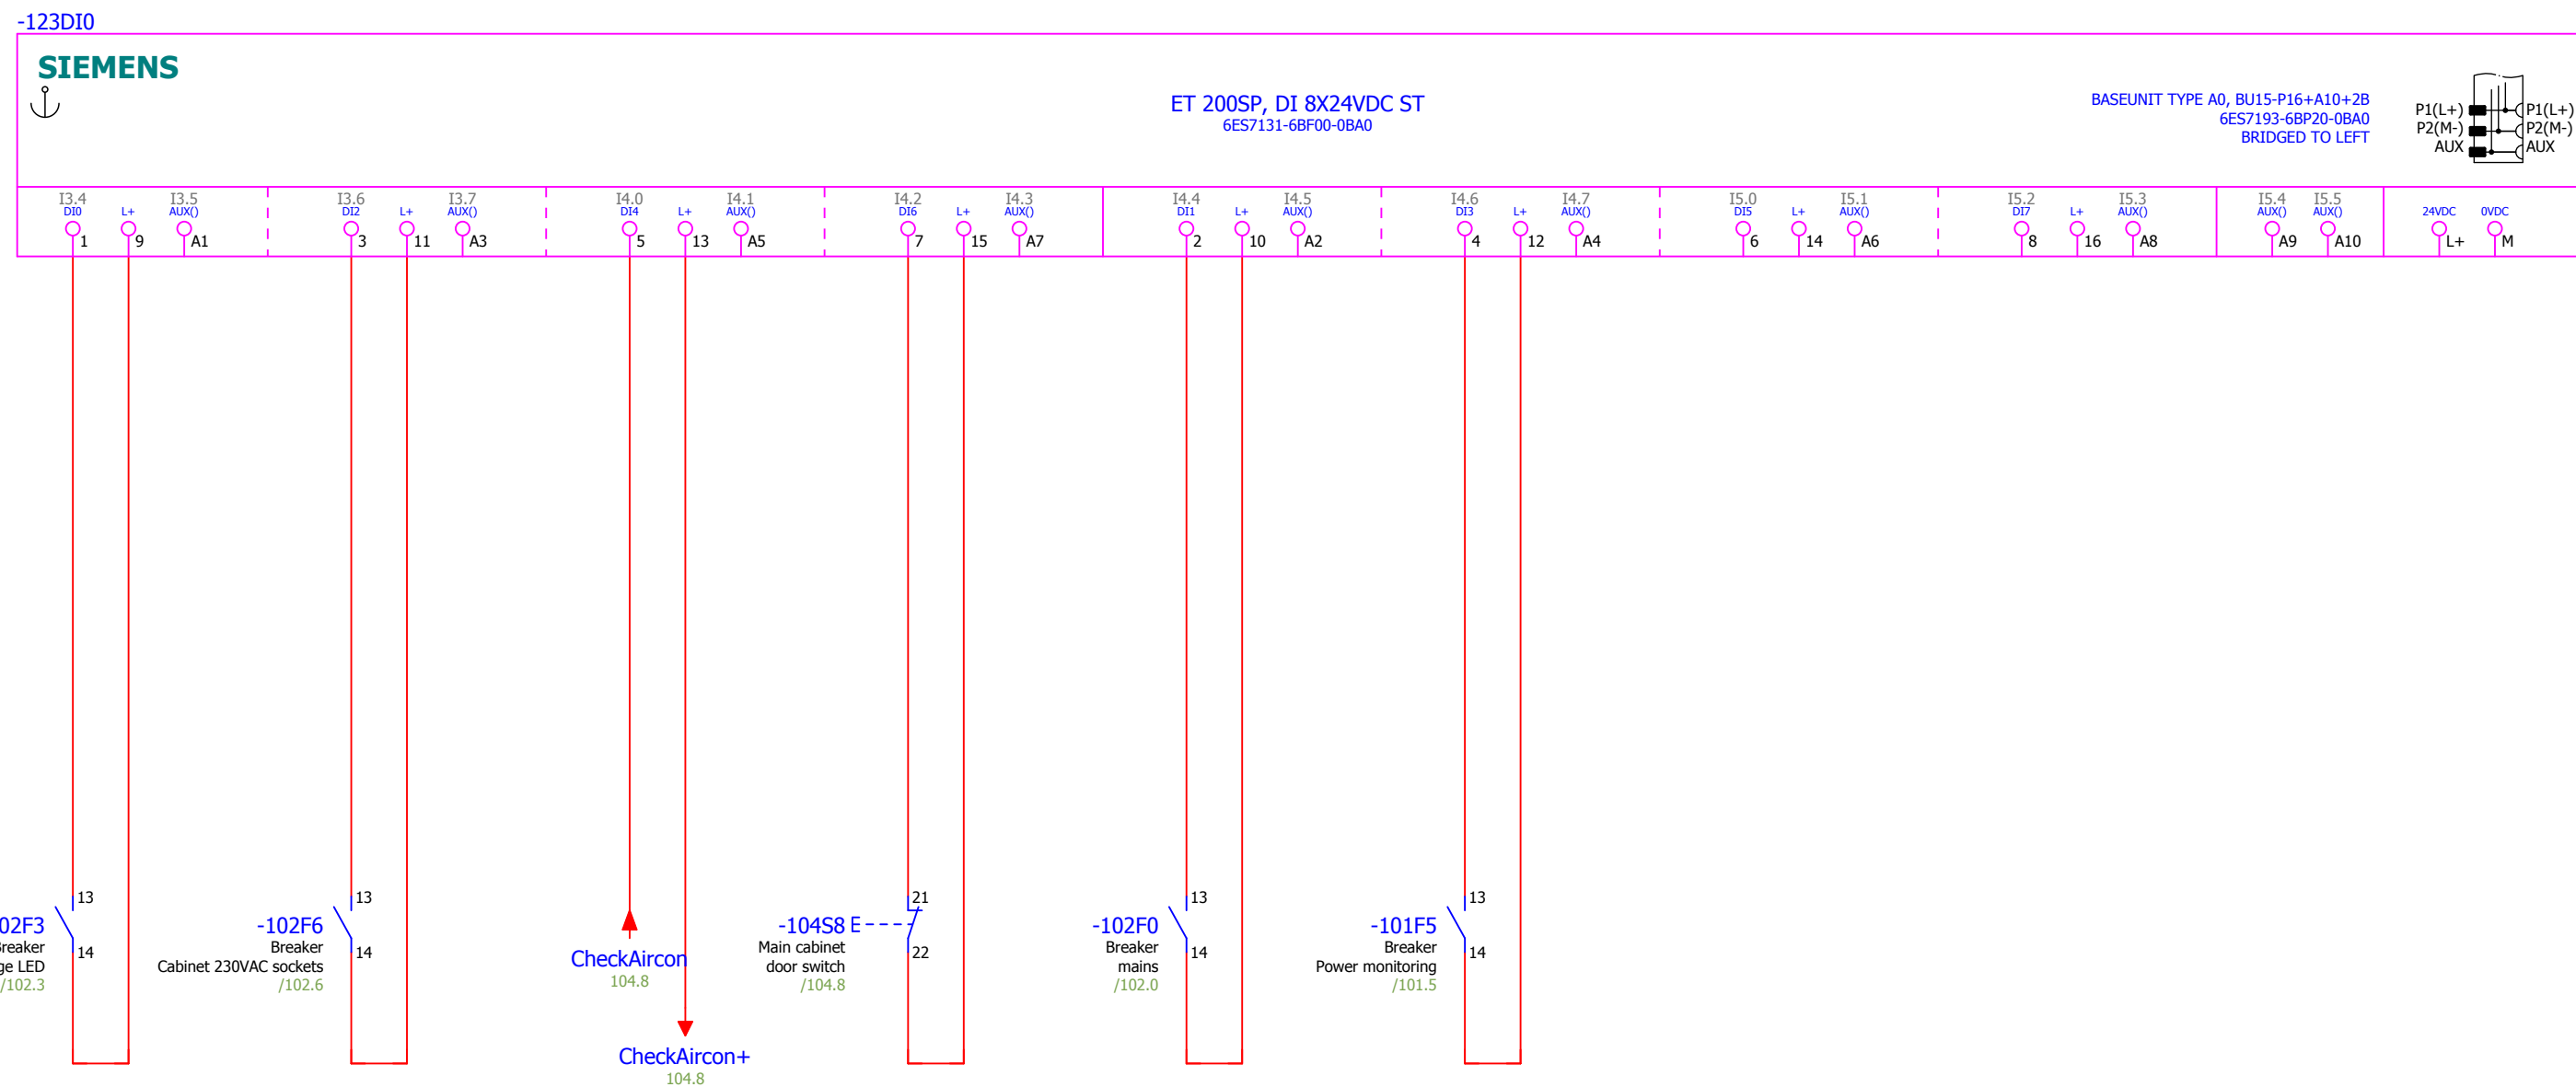 -123DI0
SIEMENS
ET 200SP, DI 8X24VDC ST
6ES7131-6BF00-0BA0
BASEUNIT TYPE A0, BU15-P16+A10+2B
6ES7193-6BP20-0BA0
BRIDGED TO LEFT
P1(L+) P1(L+)
P2(M-) P2(M-)
AUX AUX
I3.4 I3.5 I3.6 I3.7 I4.0 I4.1 I4.2 I4.3 I4.4 I4.5 I4.6 I4.7 I5.0 I5.1 I5.2 I5.3 I5.4 I5.5
DI0 L+ AUX() DI2 L+ AUX() DI4 L+ AUX() DI6 L+ AUX() DI1 L+ AUX() DI3 L+ AUX() DI5 L+ AUX() DI7 L+ AUX() AUX() AUX() 24VDC 0VDC
1 9 A1 3 11 A3 5 13 A5 7 15 A7 2 10 A2 4 12 A4 6 14 A6 8 16 A8 A9 A10 L+ M
13 13 21 13 13
02F3 -102F6 -104S8 -102F0 -101F5
Breaker Breaker Main cabinet Breaker Breaker
14 14 22 14 14
ge LED Cabinet 230VAC sockets CheckAircon door switch mains Power monitoring
/102.3 /102.6 104.8 /104.8 /102.0 /101.5
CheckAircon+
104.8